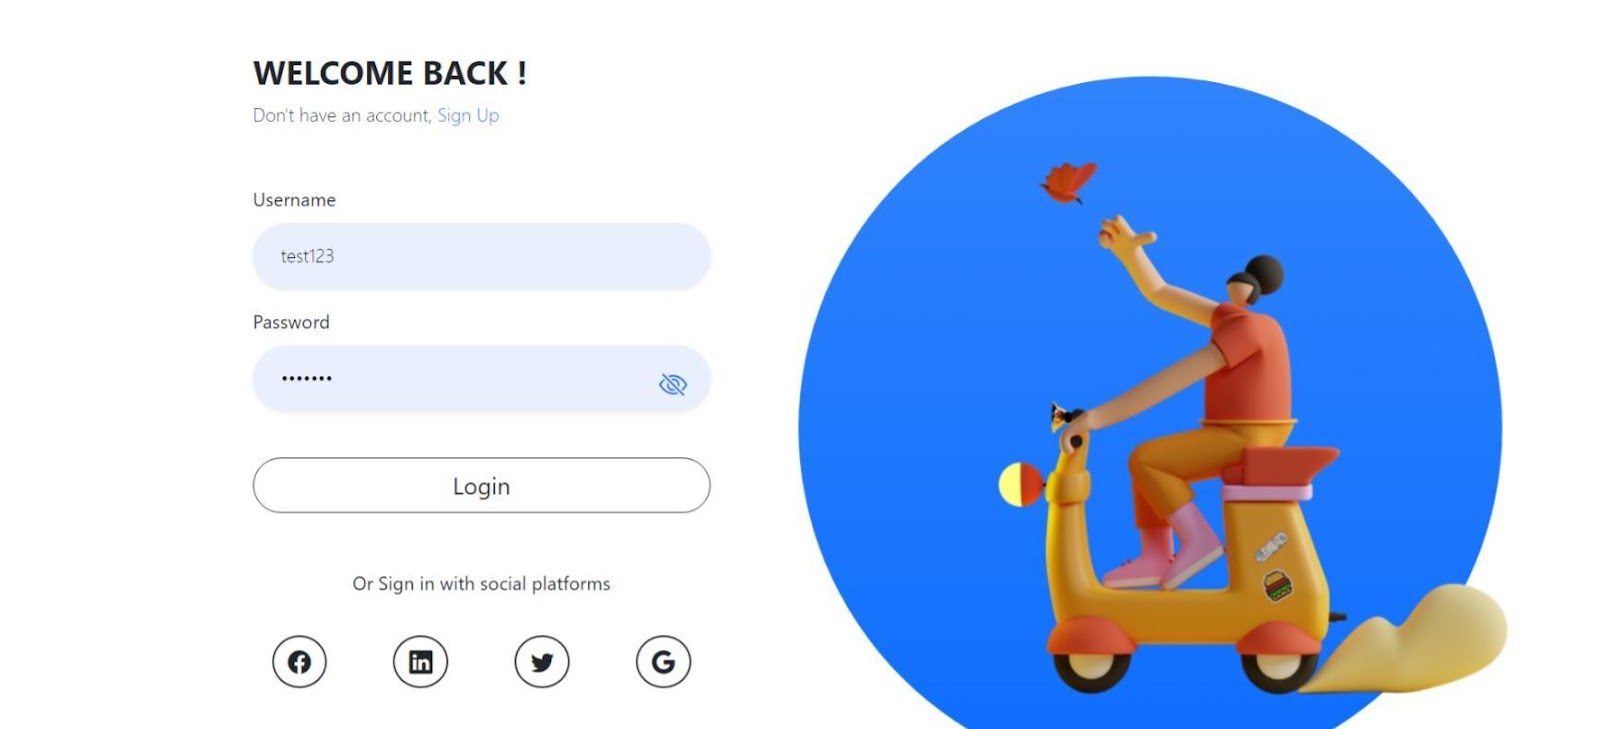 WELCOME BACK !
Don't have an account, Sign Up
Username
test123
Password
•••••••
Login
Or Sign in with social platforms